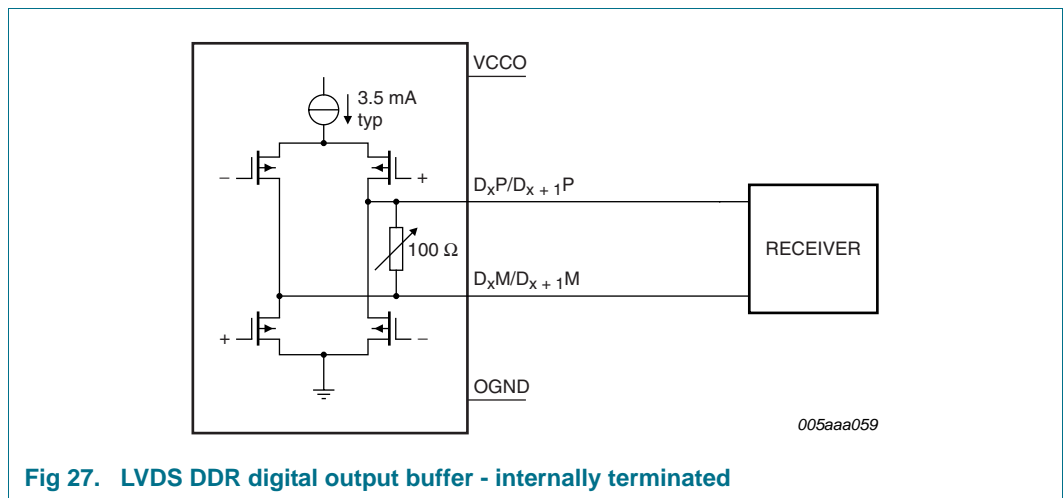 VCCO
3.5 mA
typ
−
+
DₓP/Dₓ ₊ ₁P
100 Ω
RECEIVER
DₓM/Dₓ ₊ ₁M
+
−
OGND
005aaa059
Fig 27. LVDS DDR digital output buffer - internally terminated